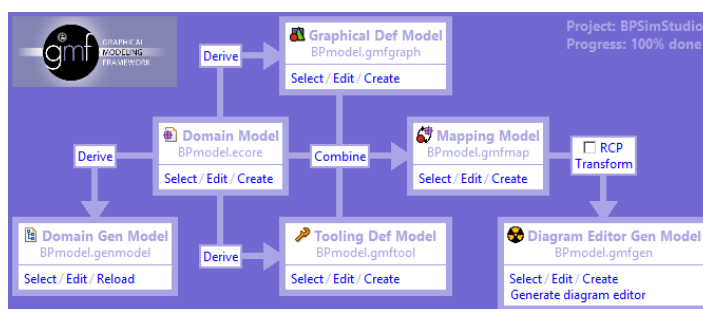 gmf
GRAPHICAL
MODELING
FRAMEWORK
Project: BPSimStudio
Progress: 100% done
Graphical Def Model
BPmodel.gmfgraph
Select / Edit / Create
Derive
Domain Model
BPmodel.ecore
Select / Edit / Create
Derive
Combine
Mapping Model
BPmodel.gmfmap
Select / Edit / Create
RCP
Transform
Domain Gen Model
BPmodel.genmodel
Select / Edit / Reload
Derive
Tooling Def Model
BPmodel.gmftool
Select / Edit / Create
Diagram Editor Gen Model
BPmodel.gmfgen
Select / Edit / Create
Generate diagram editor